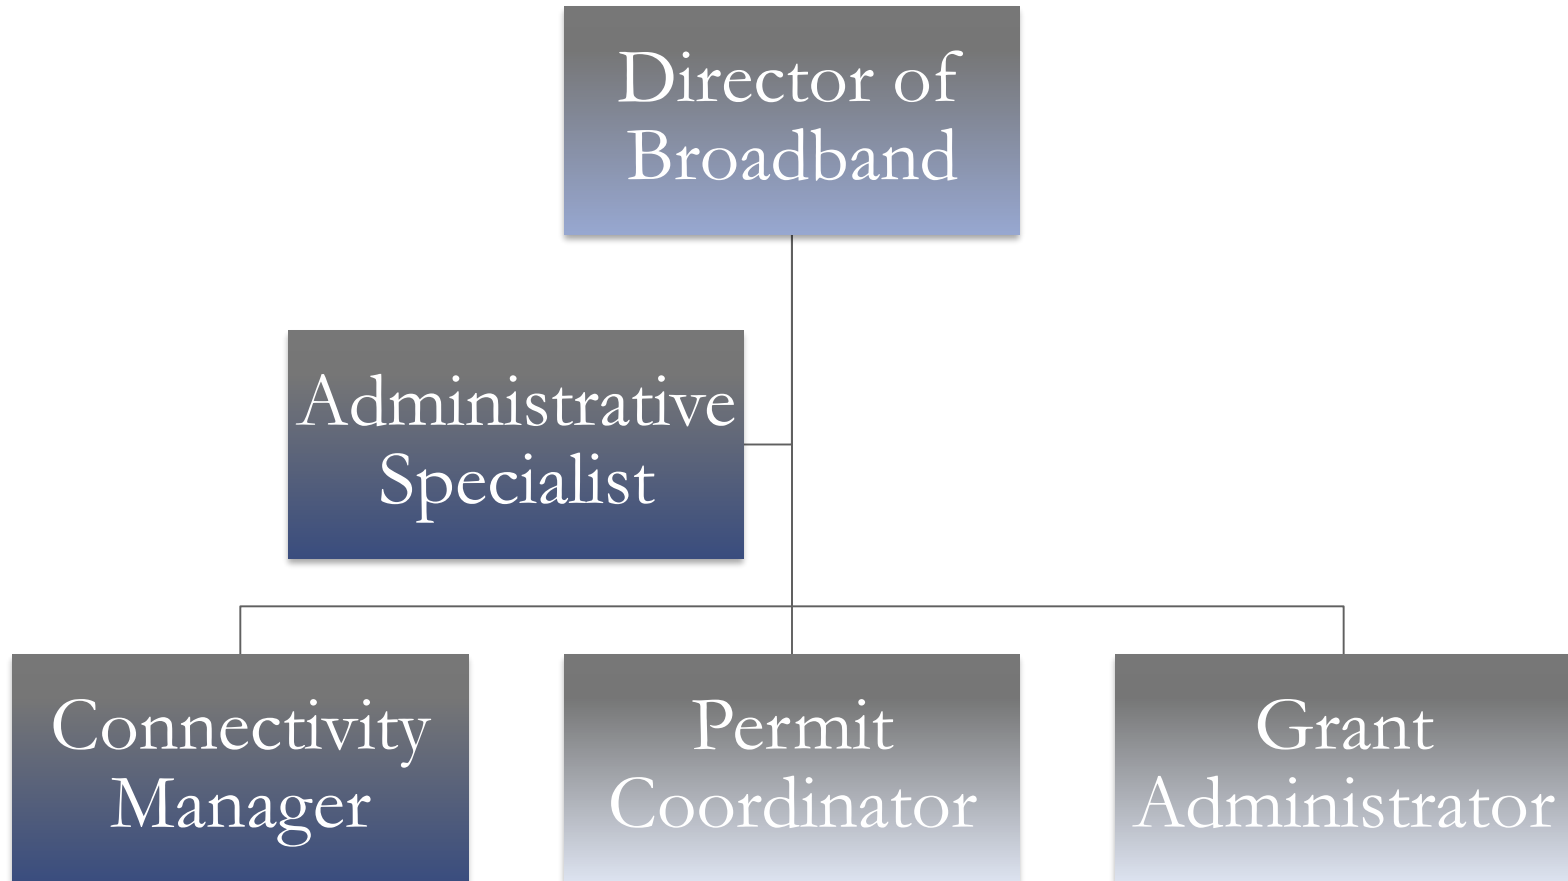 Director of
Broadband
Administrative
Specialist
Connectivity
Manager
Permit
Coordinator
Grant
Administrator